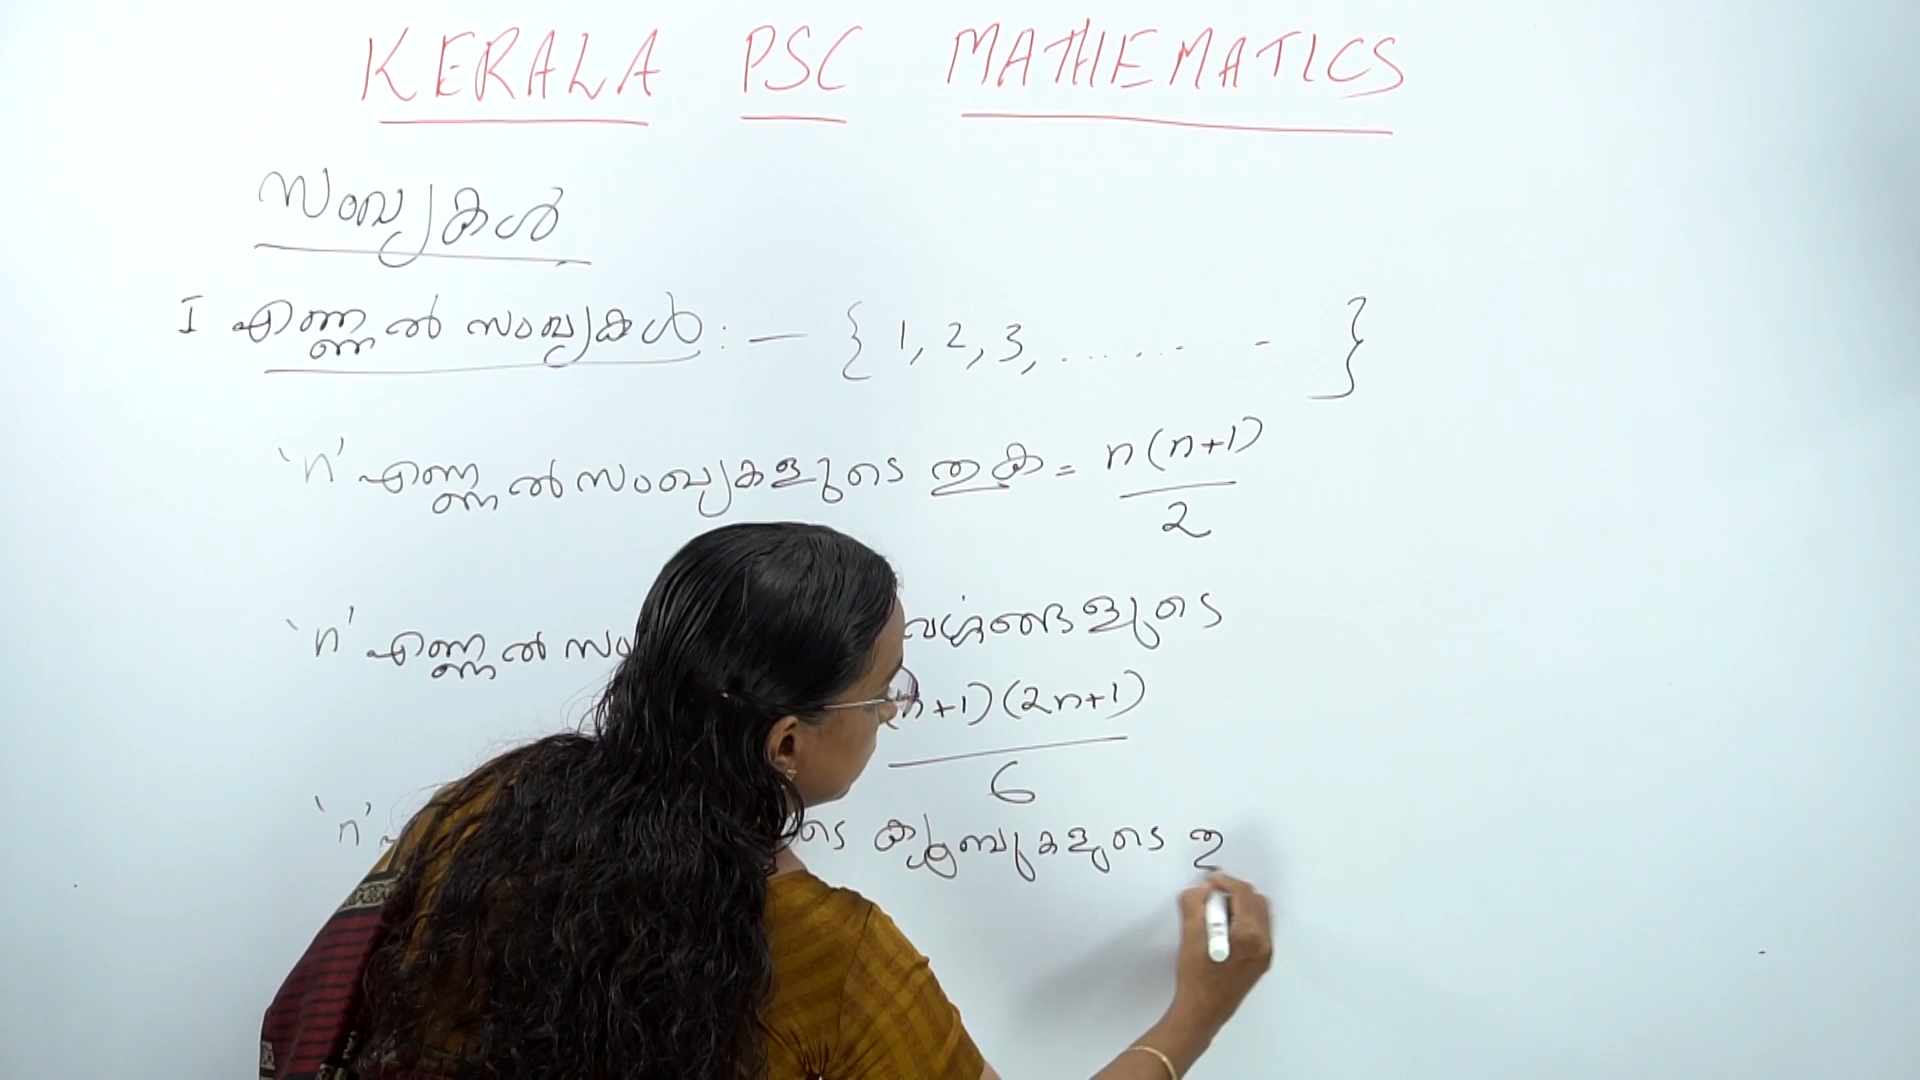 KERALA PSC MATHEMATICS
സംഖ്യകൾ
I എണ്ണൽ സംഖ്യകൾ :- { 1, 2, 3, ...... - }
'n' എണ്ണൽ സംഖ്യകളുടെ തുക = n(n+1)/2
'n' എണ്ണൽ വർഗ്ഗങ്ങളുടെ
n+1)(2n+1)
6
'n' ക്യൂബുകളുടെ തു